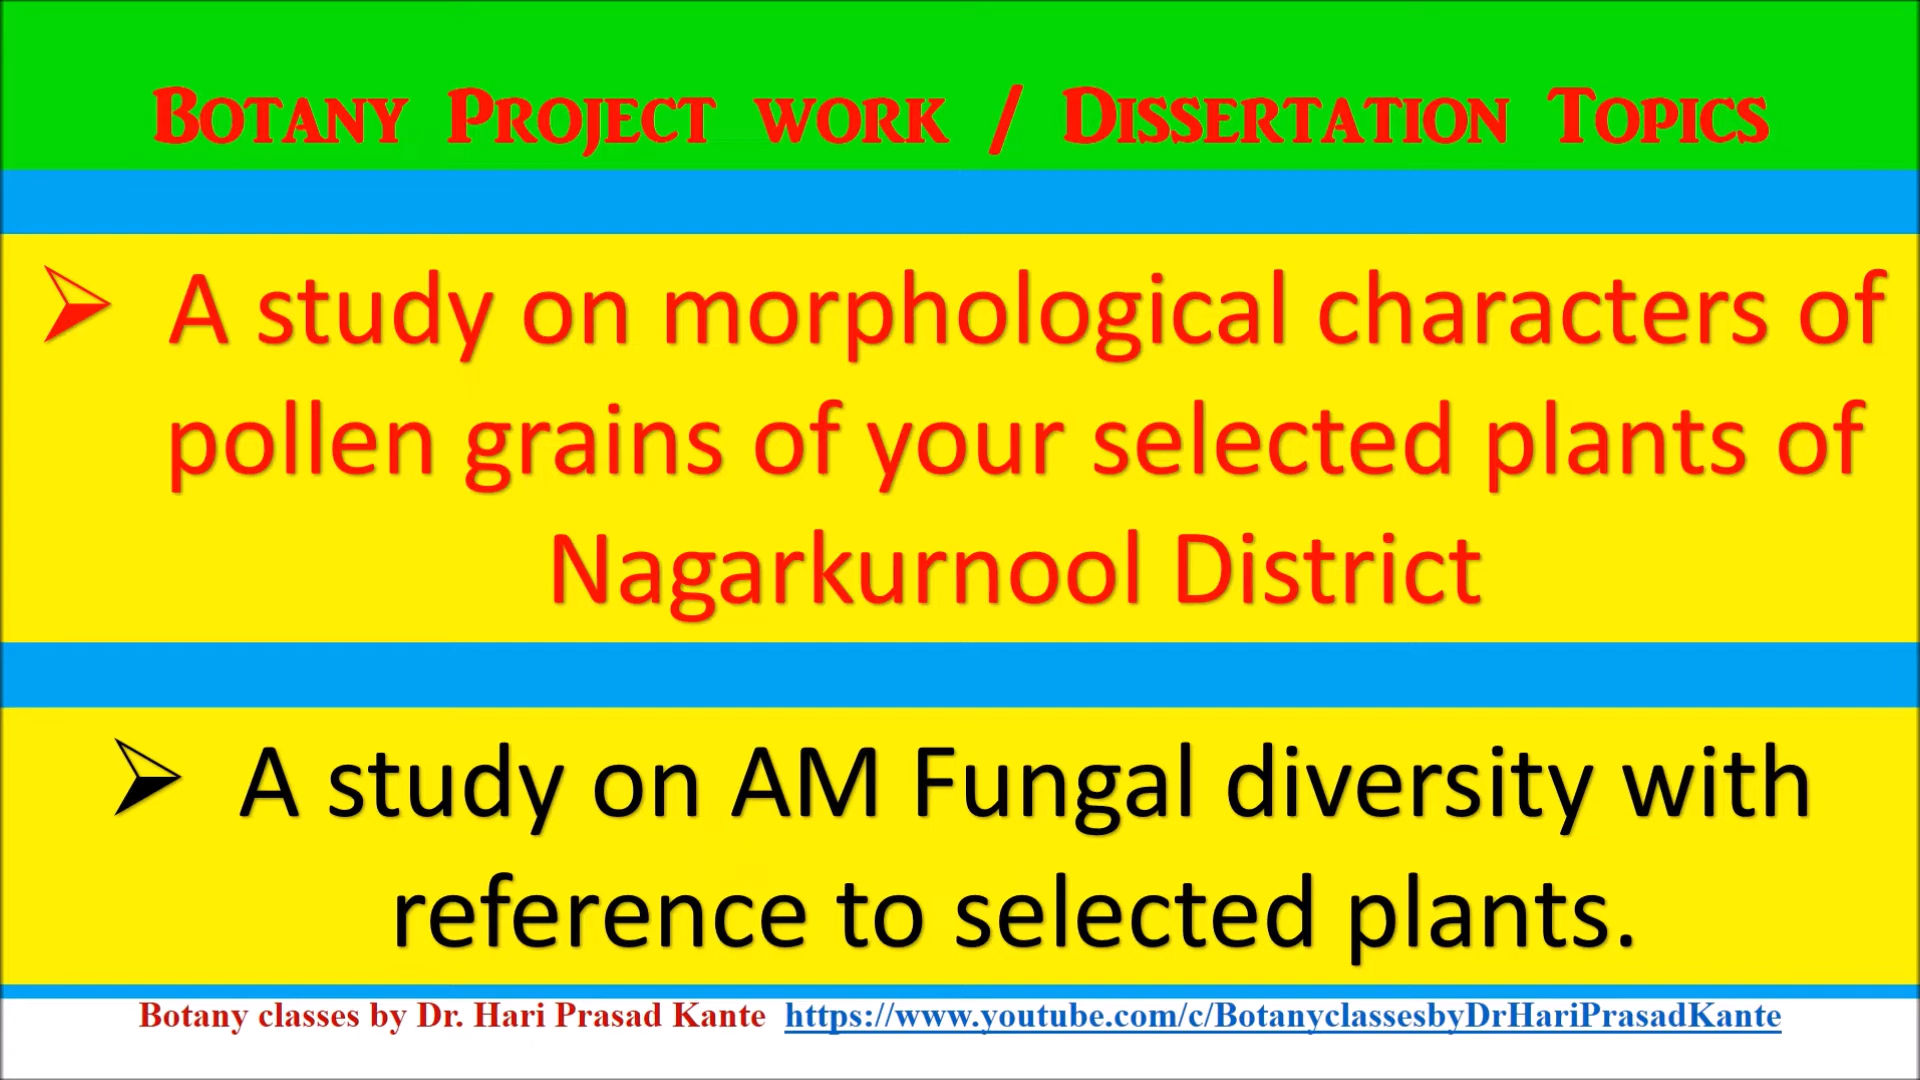 Botany Project work / Dissertation Topics
➢ A study on morphological characters of
pollen grains of your selected plants of
Nagarkurnool District
➢ A study on AM Fungal diversity with
reference to selected plants.
Botany classes by Dr. Hari Prasad Kante https://www.youtube.com/c/BotanyclassesbyDrHariPrasadKante